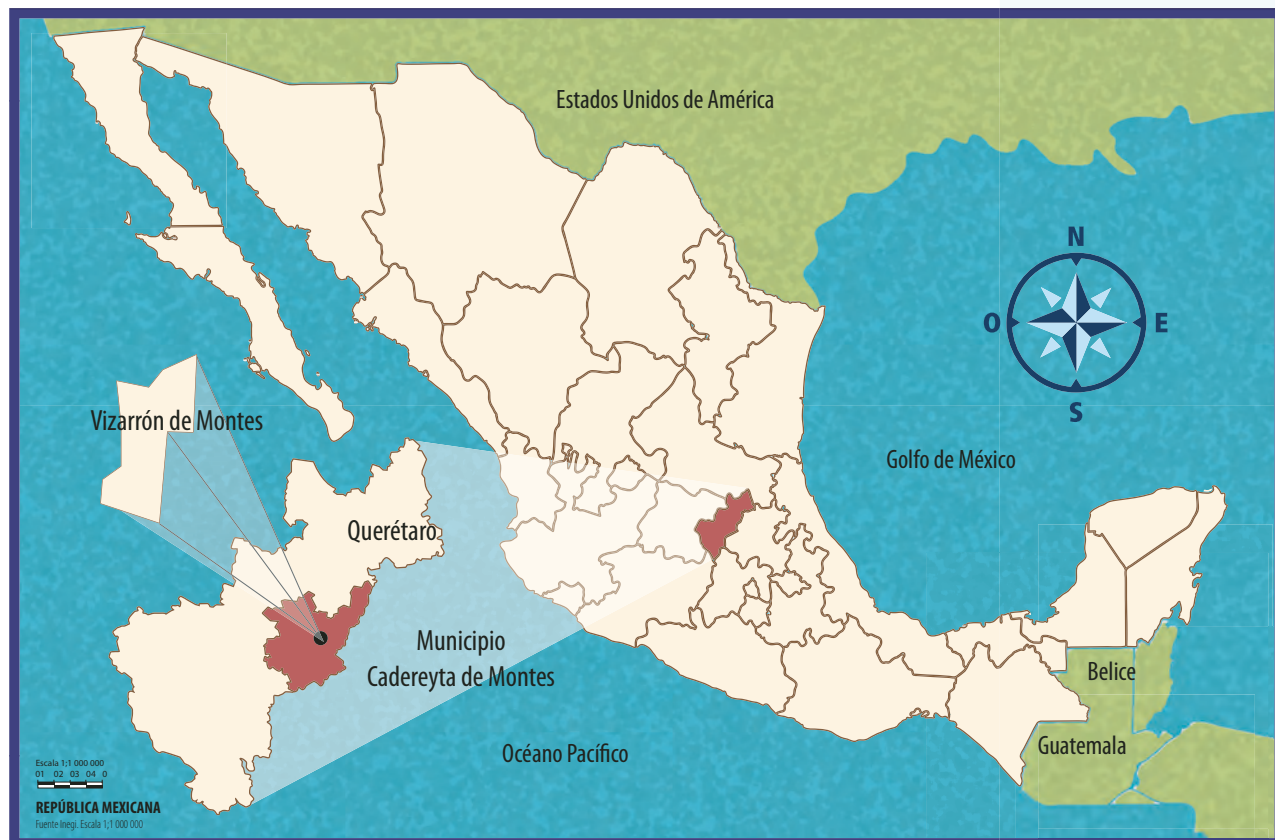 Estados Unidos de América
N
O
E
S
Vizarrón de Montes
Golfo de México
Querétaro
Municipio
Cadereyta de Montes
Belice
Guatemala
Océano Pacífico
Escala 1;1 000 000
01 02 03 04 0
REPÚBLICA MEXICANA
Fuente Inegi. Escala 1;1 000 000